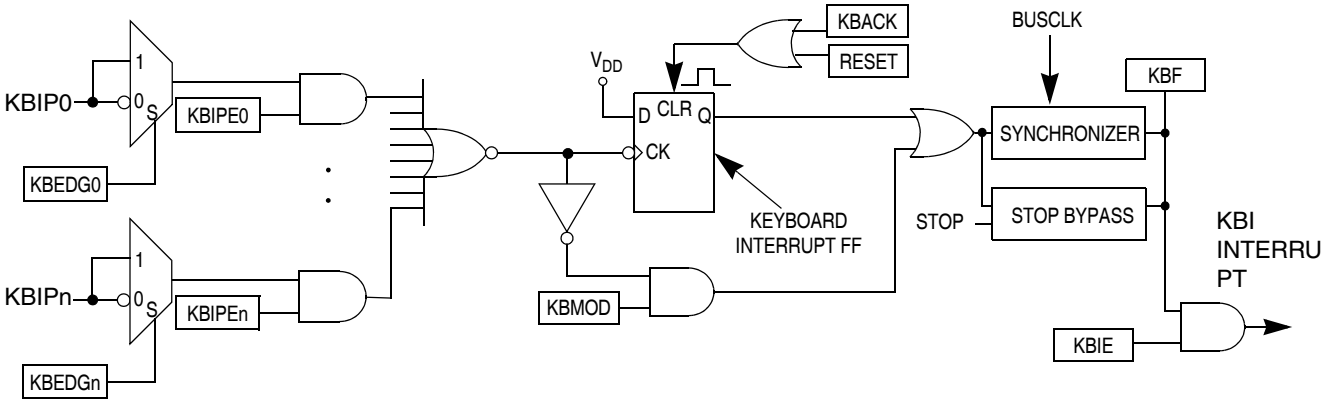 KBACK
RESET
BUSCLK
VDD
KBF
1
KBIP0
0
S
KBIPE0
D CLR Q
CK
SYNCHRONIZER
KBEDG0
KEYBOARD
INTERRUPT FF
STOP BYPASS
STOP
KBI
INTERRU
PT
1
KBIPn
0
S
KBIPEn
KBMOD
KBIE
KBEDGn